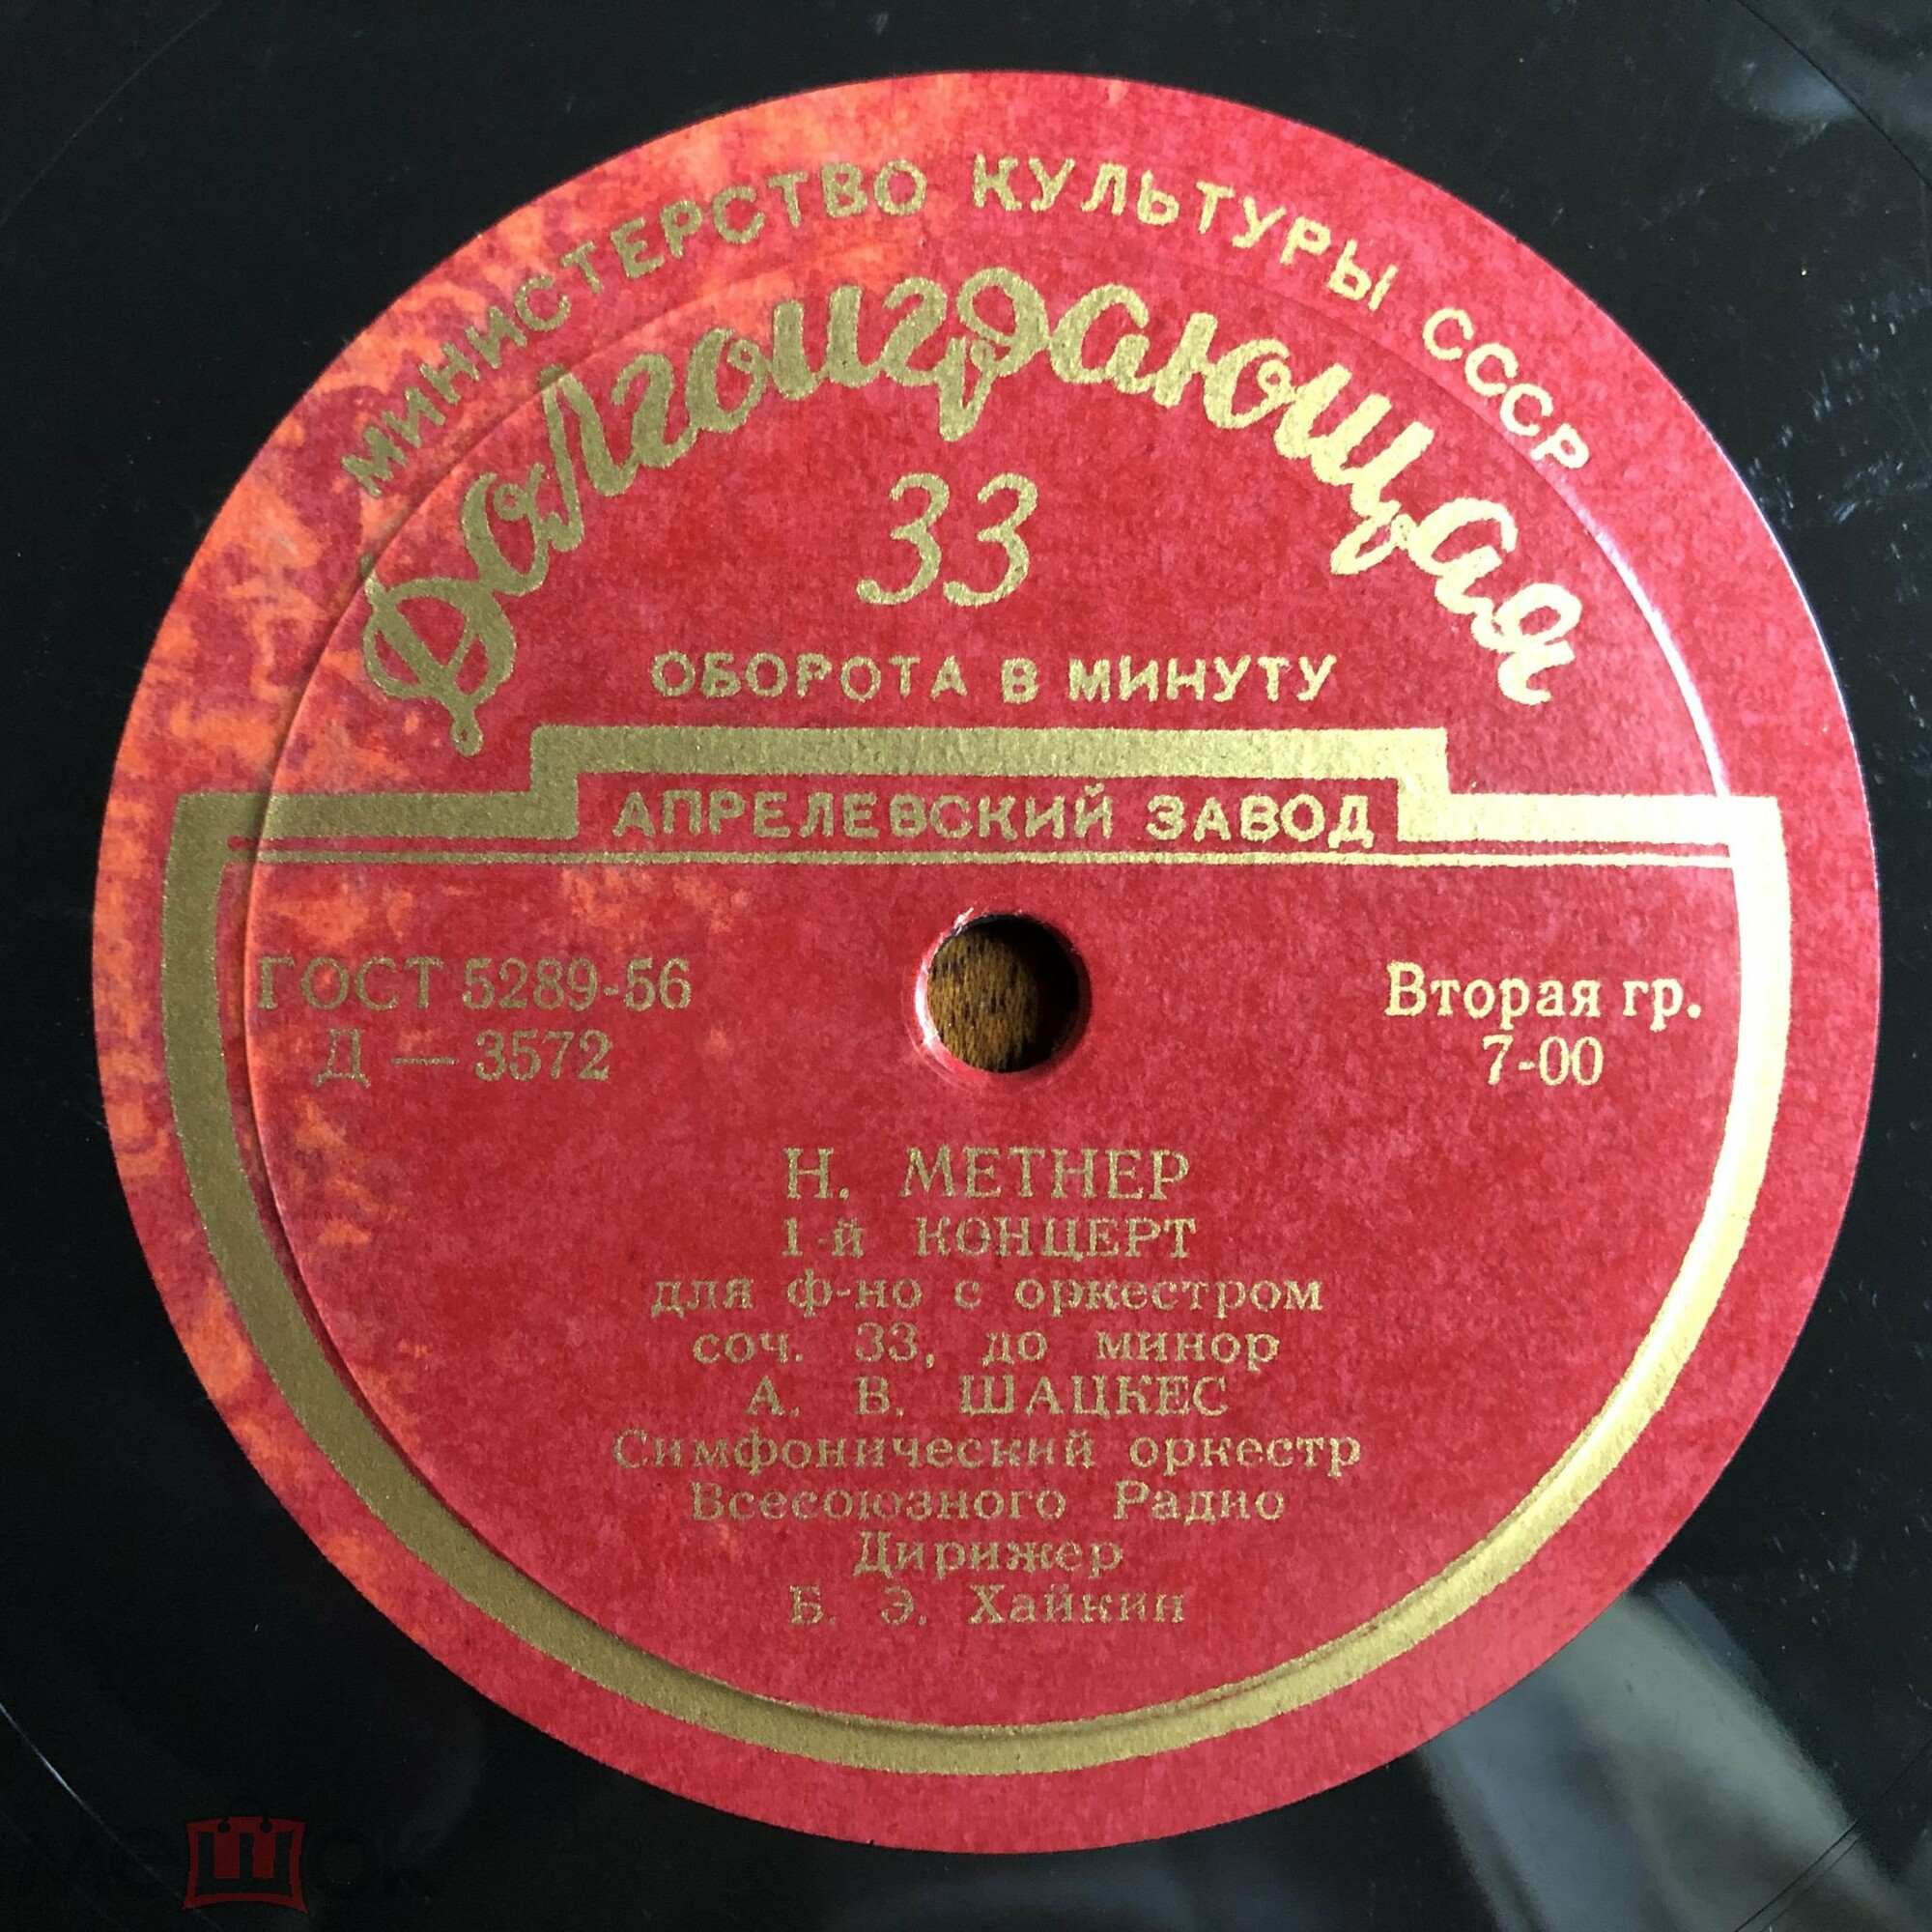 МИНИСТЕРСТВО КУЛЬТУРЫ СССР
Долгоиграющая
33
ОБОРОТА В МИНУТУ
АПРЕЛЕВСКИЙ ЗАВОД
ГОСТ 5289-56
Д — 3572
Вторая гр.
7-00
Н. МЕТНЕР
1-й КОНЦЕРТ
для ф-но с оркестром
соч. 33, до минор
А. В. ШАЦКЕС
Симфонический оркестр
Всесоюзного Радио
Дирижер
Б. Э. Хайкин
мешок